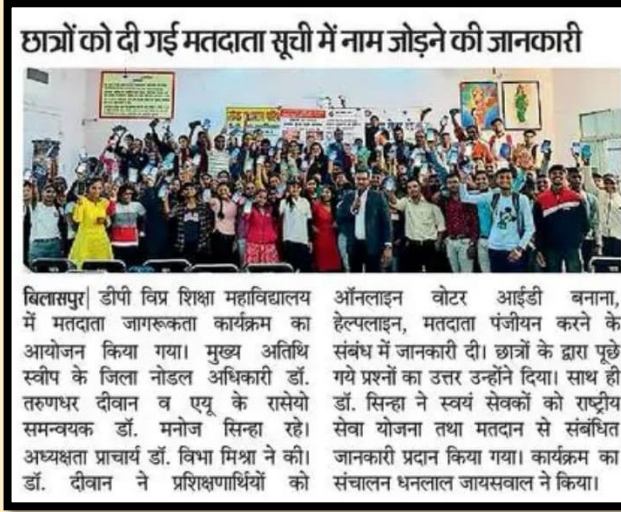 छात्रों को दी गई मतदाता सूची में नाम जोड़ने की जानकारी
बिलासपुर| डीपी विप्र शिक्षा महाविद्यालय
में मतदाता जागरूकता कार्यक्रम का
आयोजन किया गया। मुख्य अतिथि
स्वीप के जिला नोडल अधिकारी डॉ.
तरुणधर दीवान व एयू के रासेयो
समन्वयक डॉ. मनोज सिन्हा रहे।
अध्यक्षता प्राचार्य डॉ. विभा मिश्रा ने की।
डॉ. दीवान ने प्रशिक्षणार्थियों को
ऑनलाइन वोटर आईडी बनाना,
हेल्पलाइन, मतदाता पंजीयन करने के
संबंध में जानकारी दी। छात्रों के द्वारा पूछे
गये प्रश्नों का उत्तर उन्होंने दिया। साथ ही
डॉ. सिन्हा ने स्वयं सेवकों को राष्ट्रीय
सेवा योजना तथा मतदान से संबंधित
जानकारी प्रदान किया गया। कार्यक्रम का
संचालन धनलाल जायसवाल ने किया।